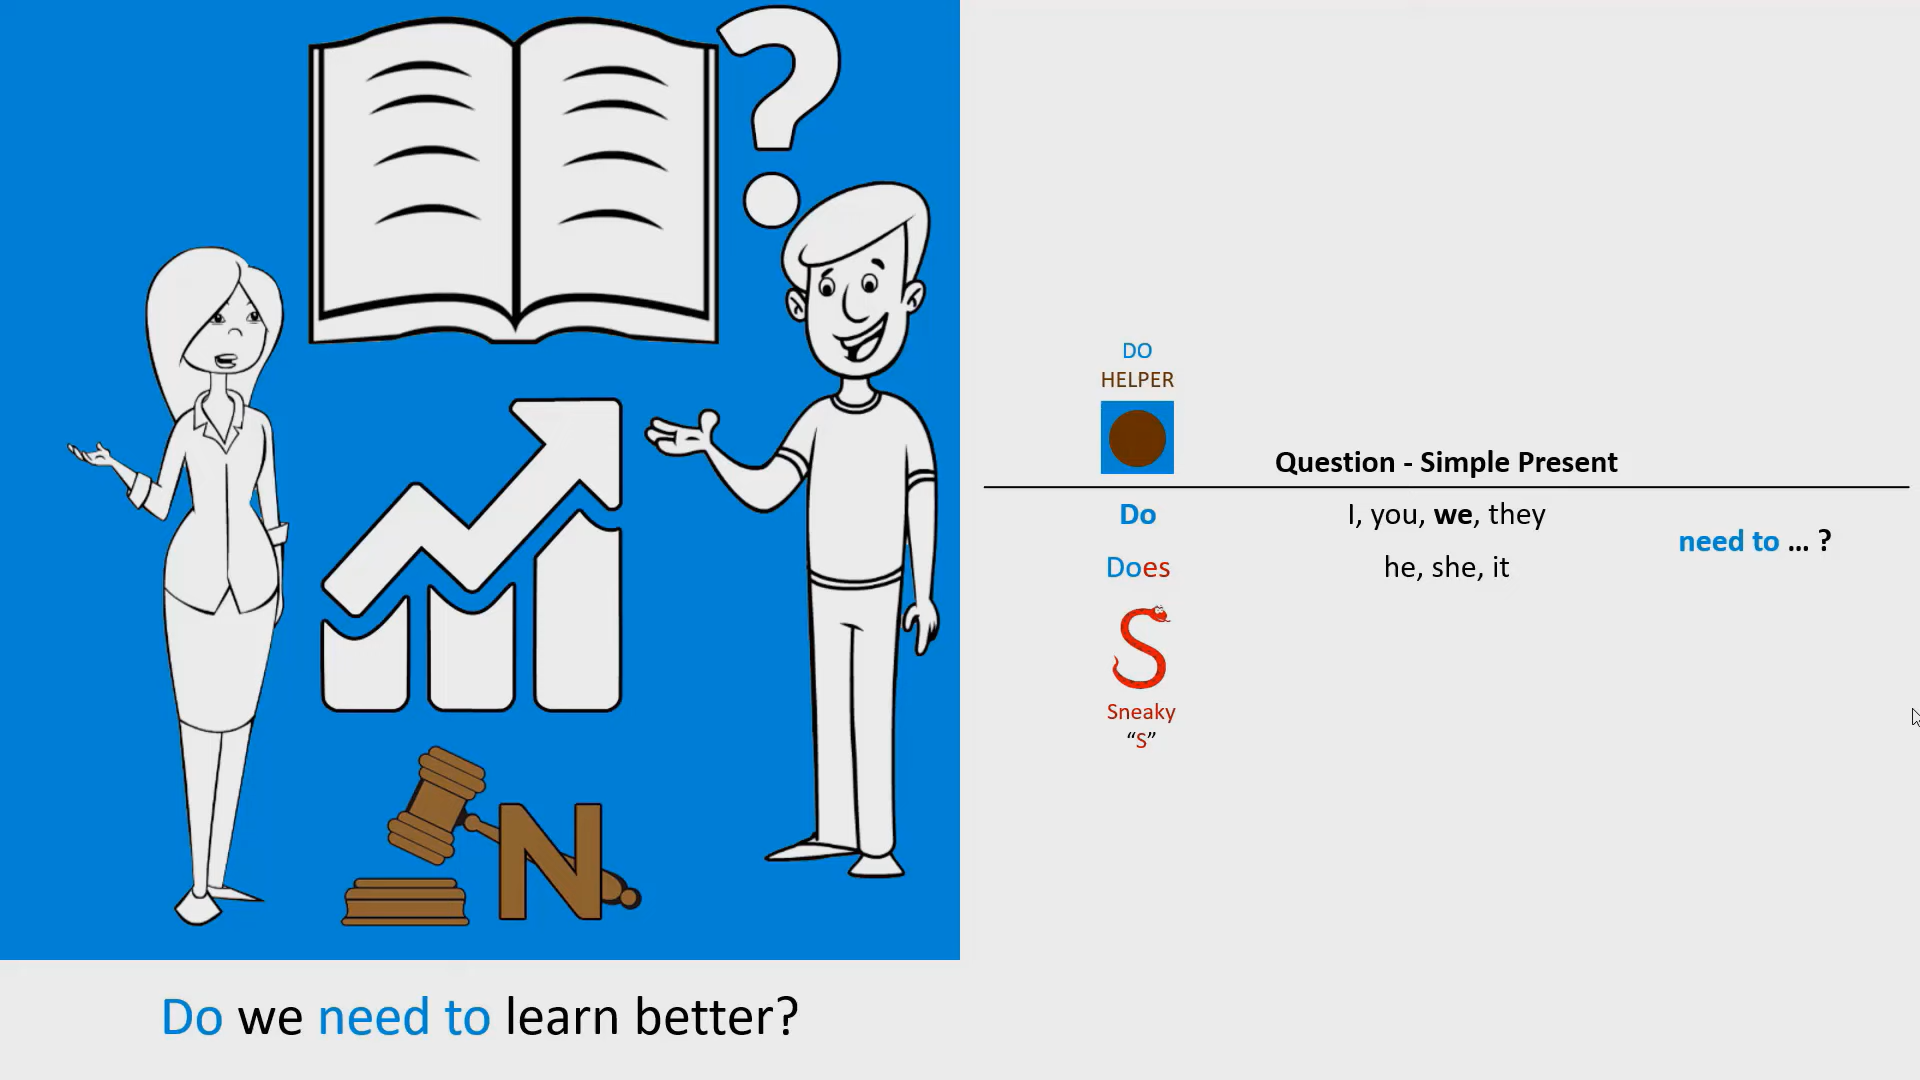 ?
N
Do we need to learn better?
DO
HELPER
Question - Simple Present
Do I, you, we, they
need to ... ?
Does he, she, it
S
Sneaky
“S”